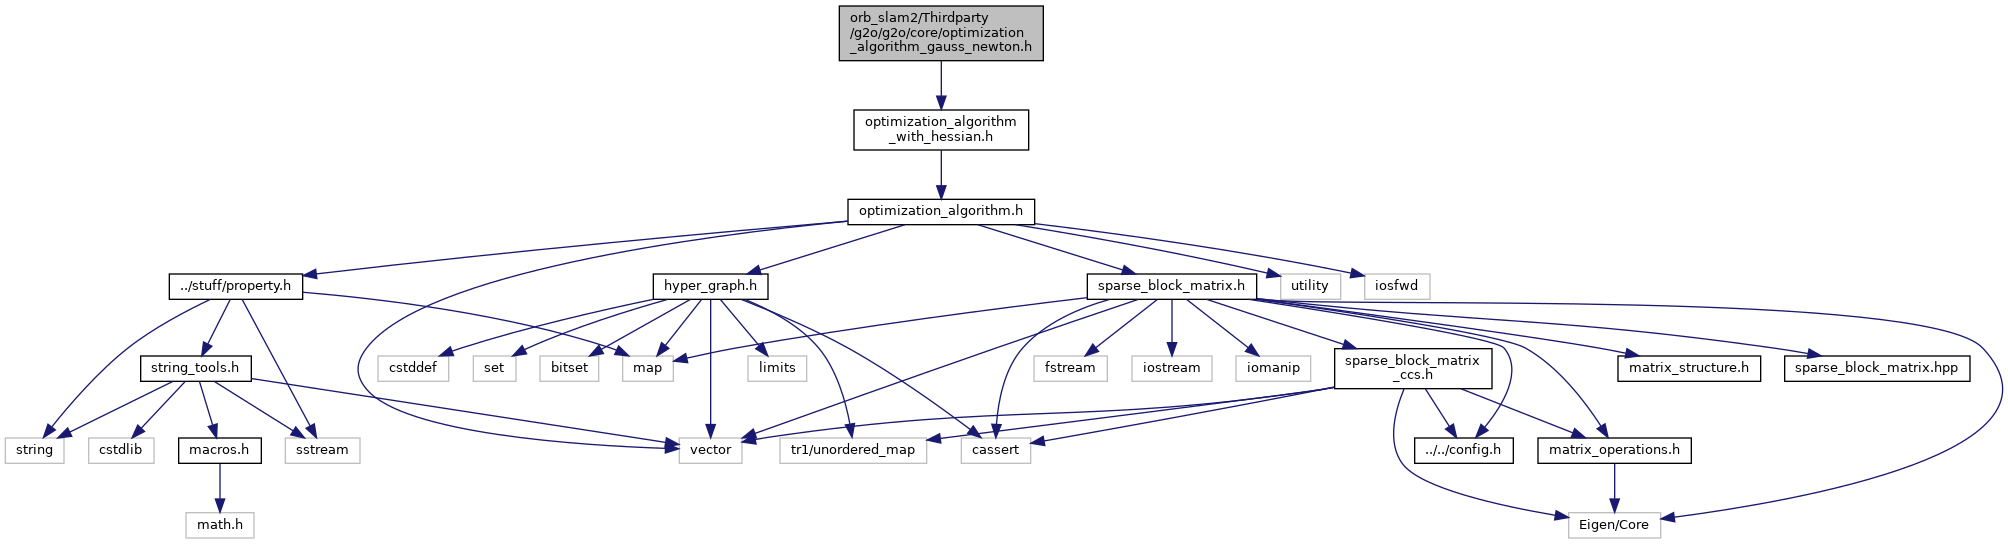 orb_slam2/Thirdparty
/g2o/g2o/core/optimization
_algorithm_gauss_newton.h
optimization_algorithm
_with_hessian.h
optimization_algorithm.h
../stuff/property.h
hyper_graph.h
sparse_block_matrix.h
utility
iosfwd
string_tools.h
cstddef
set
bitset
map
limits
fstream
iostream
iomanip
sparse_block_matrix
_ccs.h
matrix_structure.h
sparse_block_matrix.hpp
string
cstdlib
macros.h
sstream
vector
tr1/unordered_map
cassert
../../config.h
matrix_operations.h
math.h
Eigen/Core